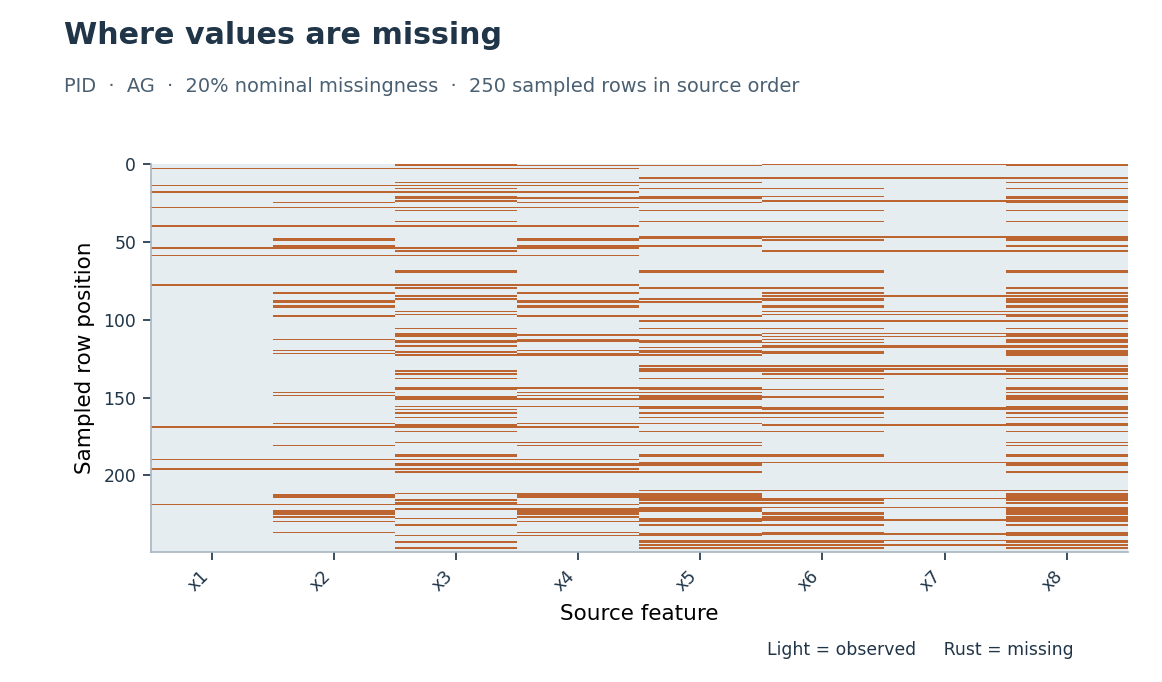 Where values are missing
PID · AG · 20% nominal missingness · 250 sampled rows in source order
0
50
100
150
200
Sampled row position
x1 x2 x3 x4 x5 x6 x7 x8
Source feature
Light = observed Rust = missing